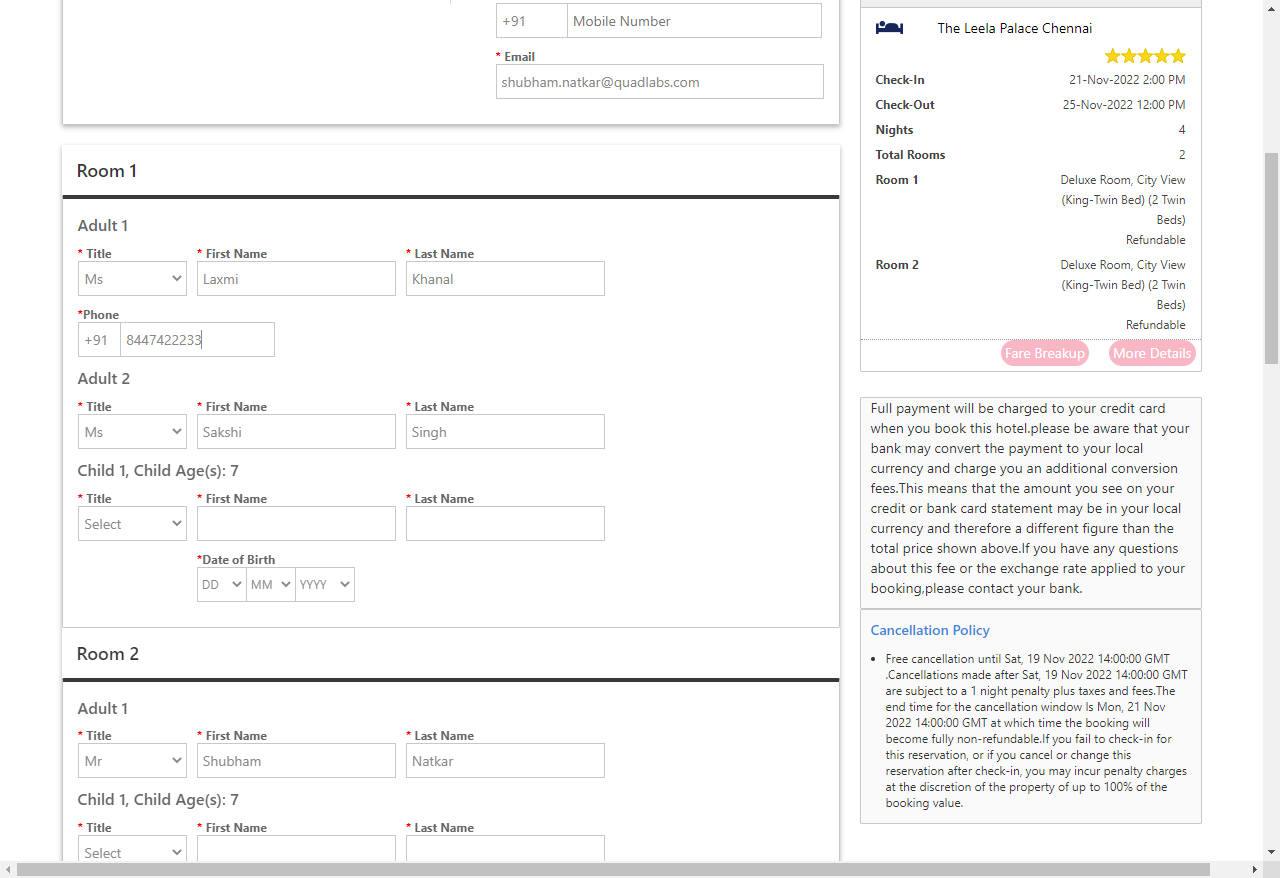 +91 Mobile Number
* Email
shubham.natkar@quadlabs.com
Room 1
Adult 1
* Title * First Name * Last Name
Ms Laxmi Khanal
*Phone
+91 8447422233
Adult 2
* Title * First Name * Last Name
Ms Sakshi Singh
Child 1, Child Age(s): 7
* Title * First Name * Last Name
Select
*Date of Birth
DD MM YYYY
Room 2
Adult 1
* Title * First Name * Last Name
Mr Shubham Natkar
Child 1, Child Age(s): 7
* Title * First Name * Last Name
Select
The Leela Palace Chennai
Check-In 21-Nov-2022 2:00 PM
Check-Out 25-Nov-2022 12:00 PM
Nights 4
Total Rooms 2
Room 1 Deluxe Room, City View
(King-Twin Bed) (2 Twin
Beds)
Refundable
Room 2 Deluxe Room, City View
(King-Twin Bed) (2 Twin
Beds)
Refundable
Fare Breakup More Details
Full payment will be charged to your credit card
when you book this hotel.please be aware that your
bank may convert the payment to your local
currency and charge you an additional conversion
fees.This means that the amount you see on your
credit or bank card statement may be in your local
currency and therefore a different figure than the
total price shown above.If you have any questions
about this fee or the exchange rate applied to your
booking,please contact your bank.
Cancellation Policy
• Free cancellation until Sat, 19 Nov 2022 14:00:00 GMT
.Cancellations made after Sat, 19 Nov 2022 14:00:00 GMT
are subject to a 1 night penalty plus taxes and fees.The
end time for the cancellation window Is Mon, 21 Nov
2022 14:00:00 GMT at which time the booking will
become fully non-refundable.If you fail to check-in for
this reservation, or if you cancel or change this
reservation after check-in, you may incur penalty charges
at the discretion of the property of up to 100% of the
booking value.